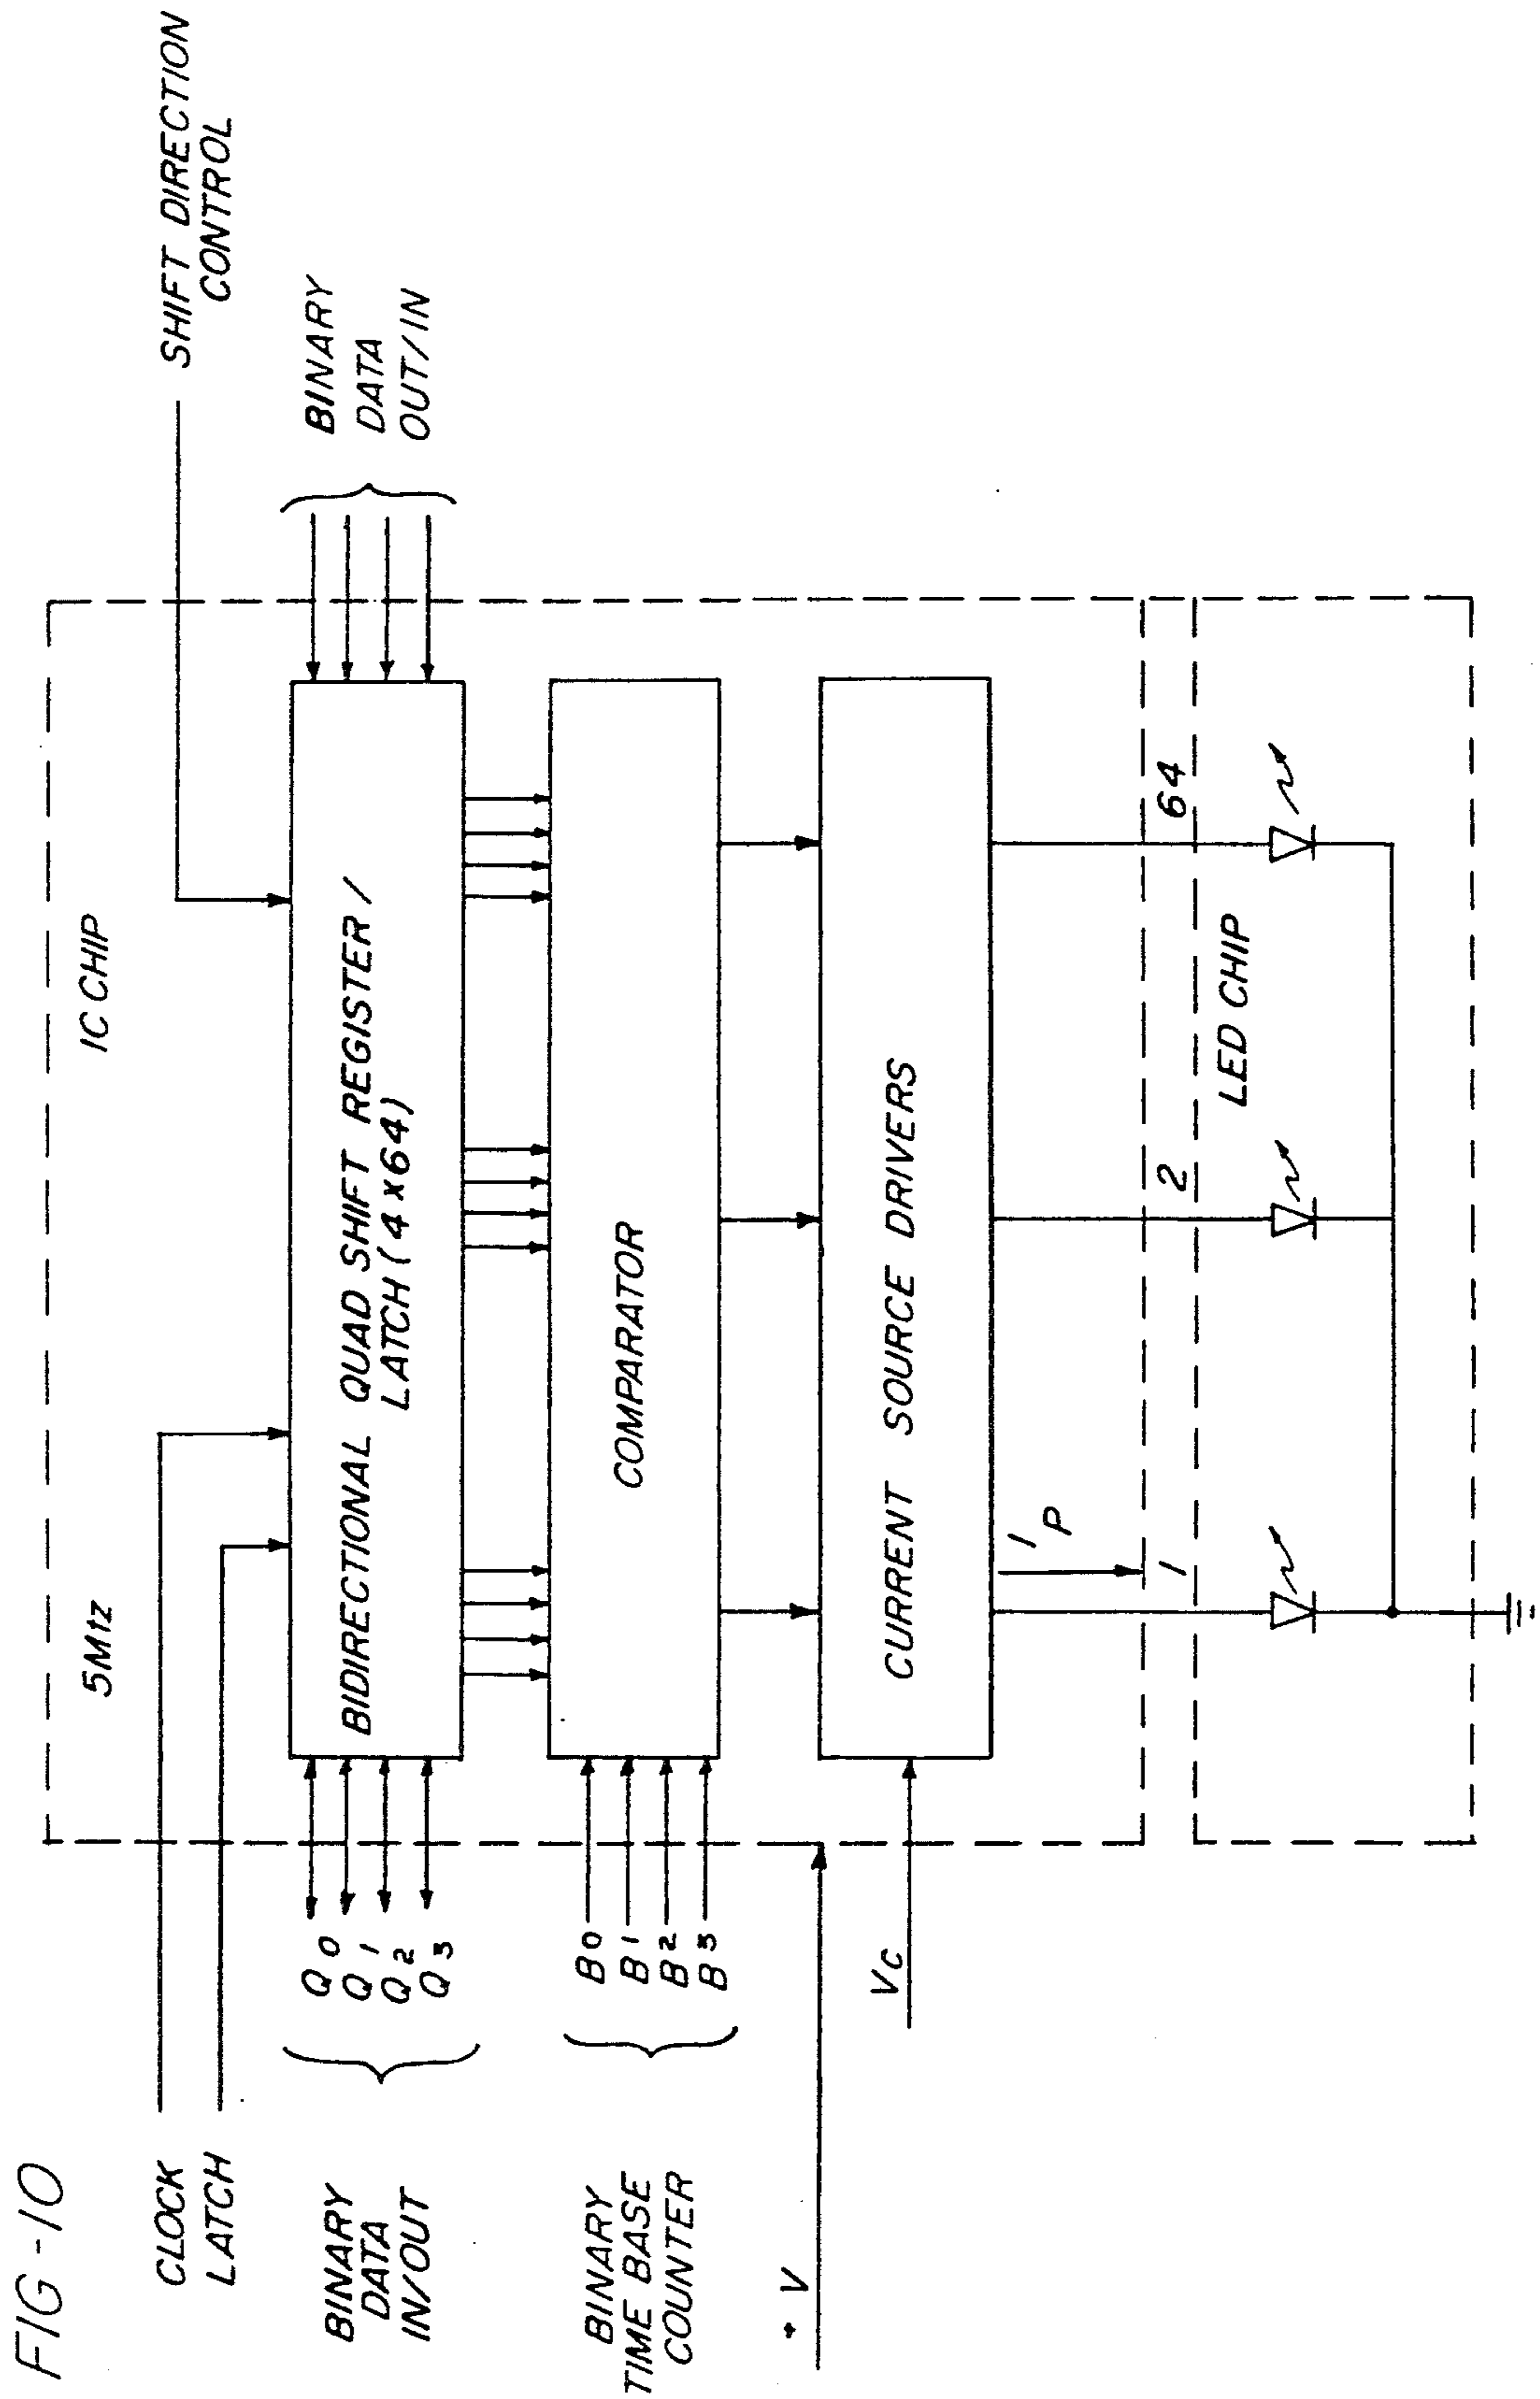 FIG-10
5Mtz
IC CHIP
SHIFT DIRECTION
CONTROL
CLOCK
LATCH
BINARY
DATA
IN/OUT
Q0
Q1
Q2
Q3
BIDIRECTIONAL QUAD SHIFT REGISTER/
LATCH (4 x 64)
BINARY
DATA
OUT/IN
BINARY
TIME BASE
COUNTER
B0
B1
B2
B3
COMPARATOR
+ V
VC
CURRENT SOURCE DRIVERS
IP
1
2
64
LED CHIP